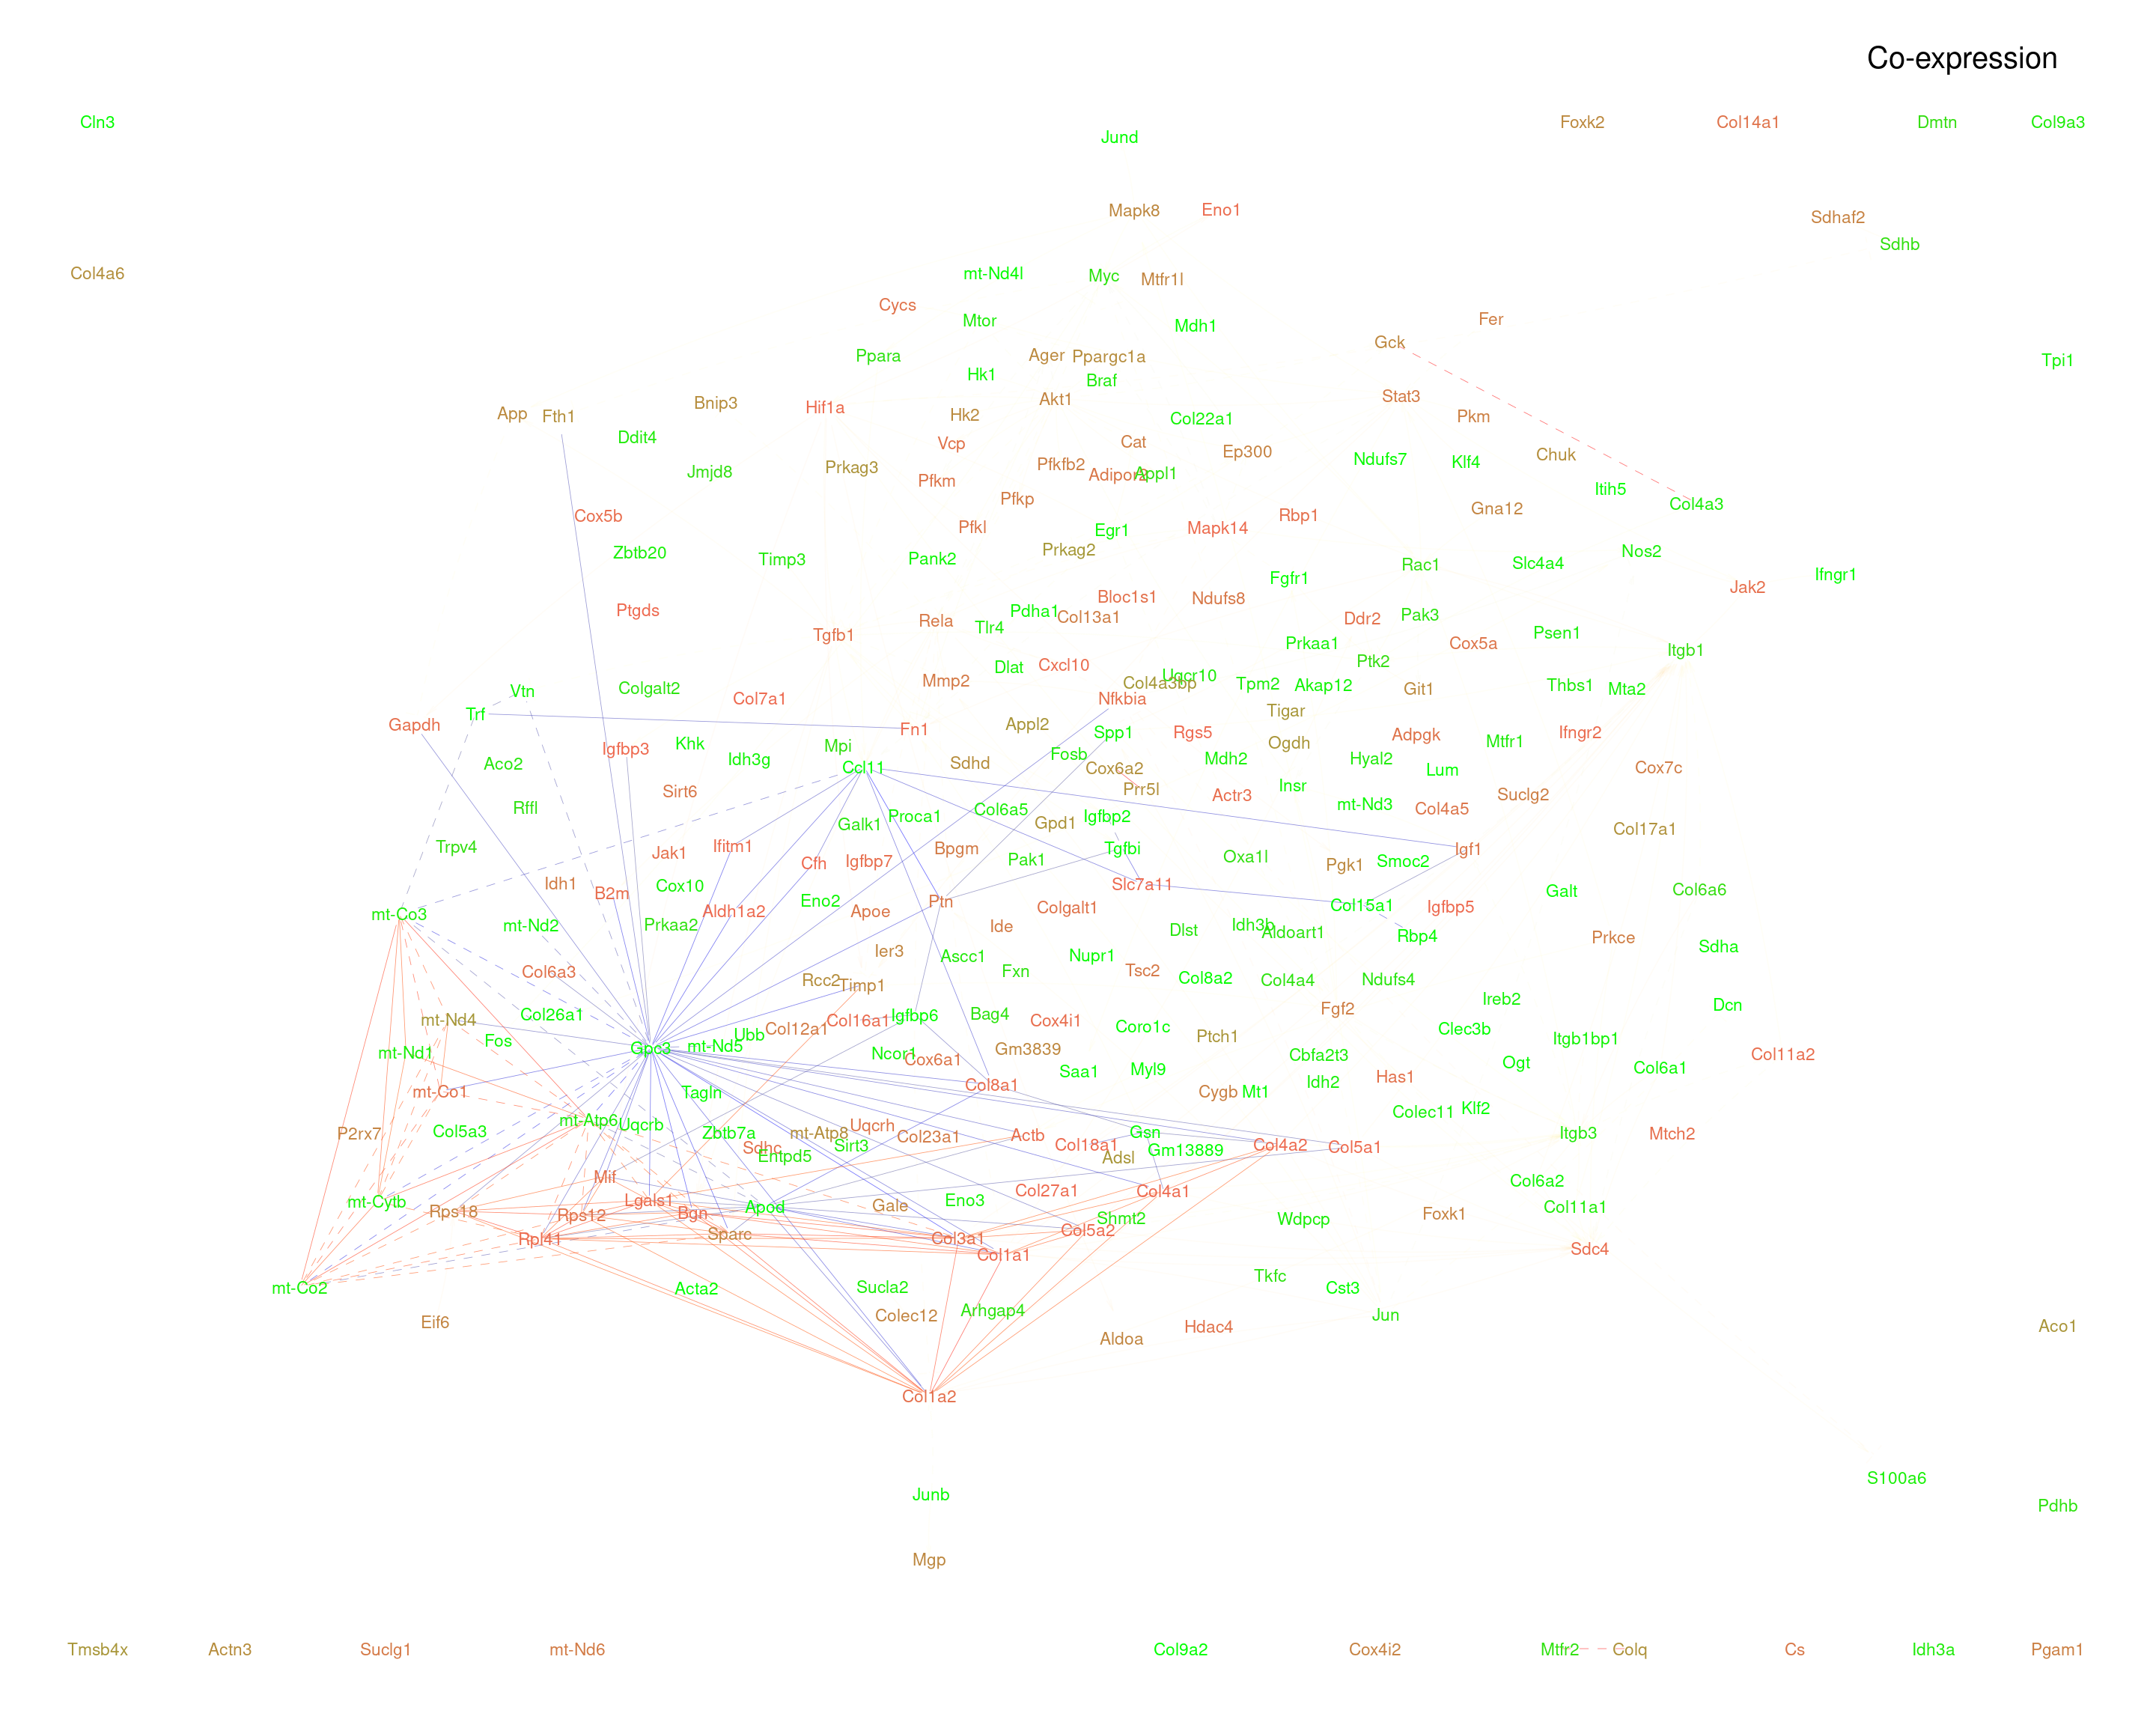 Co-expression
Cln3
Foxk2
Col14a1
Dmtn
Col9a3
Jund
Mapk8
Eno1
Sdhaf2
Sdhb
Col4a6
mt-Nd4l
Myc
Mtfr1l
Cycs
Mtor
Mdh1
Fer
Gck
Ppara
Ager
Ppargc1a
Tpi1
Hk1
Braf
Bnip3
Hif1a
Akt1
Stat3
App
Fth1
Hk2
Col22a1
Pkm
Ddit4
Vcp
Cat
Ep300
Chuk
Jmjd8
Prkag3
Pfkfb2
Adipor2
Appl1
Ndufs7
Klf4
Pfkm
Itih5
Pfkp
Gna12
Col4a3
Cox5b
Pfkl
Egr1
Mapk14
Rbp1
Zbtb20
Timp3
Pank2
Prkag2
Rac1
Slc4a4
Nos2
Fgfr1
Ifngr1
Jak2
Ptgds
Bloc1s1
Ndufs8
Pdha1
Col13a1
Ddr2
Pak3
Tgfb1
Rela
Tlr4
Psen1
Prkaa1
Cox5a
Itgb1
Dlat
Cxcl10
Ptk2
Mmp2
Uqcr10
Col4a3bp
Tpm2
Akap12
Git1
Thbs1
Mta2
Vtn
Colgalt2
Col7a1
Nfkbia
Trf
Gapdh
Fn1
Appl2
Spp1
Rgs5
Tigar
Adpgk
Ifngr2
Igfbp3
Khk
Mpi
Fosb
Ogdh
Mtfr1
Aco2
Idh3g
Ccl11
Sdhd
Cox6a2
Mdh2
Hyal2
Lum
Cox7c
Sirt6
Prr5l
Actr3
Insr
Suclg2
Rffl
Proca1
Col6a5
Igfbp2
mt-Nd3
Col4a5
Galk1
Gpd1
Col17a1
Trpv4
Jak1
Ifitm1
Cfh
Igfbp7
Bpgm
Pak1
Tgfbi
Oxa1l
Pgk1
Smoc2
Igf1
Idh1
B2m
Cox10
Slc7a11
Galt
Col6a6
mt-Co3
mt-Nd2
Prkaa2
Aldh1a2
Eno2
Apoe
Ptn
Ide
Colgalt1
Col15a1
Igfbp5
Dlst
Idh3b
Aldoart1
Rbp4
Prkce
Sdha
Ier3
Ascc1
Nupr1
Col6a3
Rcc2
Timp1
Fxn
Tsc2
Col8a2
Col4a4
Ndufs4
Ireb2
Dcn
mt-Nd4
Col26a1
Fos
Ubb
Col12a1
Col16a1
Igfbp6
Bag4
Cox4i1
Coro1c
Ptch1
Fgf2
Clec3b
Itgb1bp1
mt-Nd1
Gpc3
mt-Nd5
Ncor1
Cox6a1
Gm3839
Cbfa2t3
Col11a2
Ogt
Col6a1
mt-Co1
Tagln
Col8a1
Saa1
Myl9
Cygb
Mt1
Idh2
Has1
P2rx7
Col5a3
mt-Atp6
Uqcrb
Zbtb7a
mt-Atp8
Uqcrh
Col23a1
Actb
Gsn
Colec11
Klf2
Itgb3
Mtch2
Sdhc
Entpd5
Sirt3
Col18a1
Adsl
Gm13889
Col4a2
Col5a1
Mif
mt-Cytb
Rps18
Rps12
Lgals1
Bgn
Apod
Gale
Eno3
Col27a1
Col4a1
Col6a2
Col11a1
Rpl41
Sparc
Col3a1
Col1a1
Col5a2
Shmt2
Wdpcp
Foxk1
Sdc4
mt-Co2
Acta2
Sucla2
Tkfc
Cst3
Eif6
Colec12
Arhgap4
Aldoa
Hdac4
Jun
Aco1
Col1a2
S100a6
Junb
Pdhb
Mgp
Tmsb4x
Actn3
Suclg1
mt-Nd6
Col9a2
Cox4i2
Mtfr2
Colq
Cs
Idh3a
Pgam1